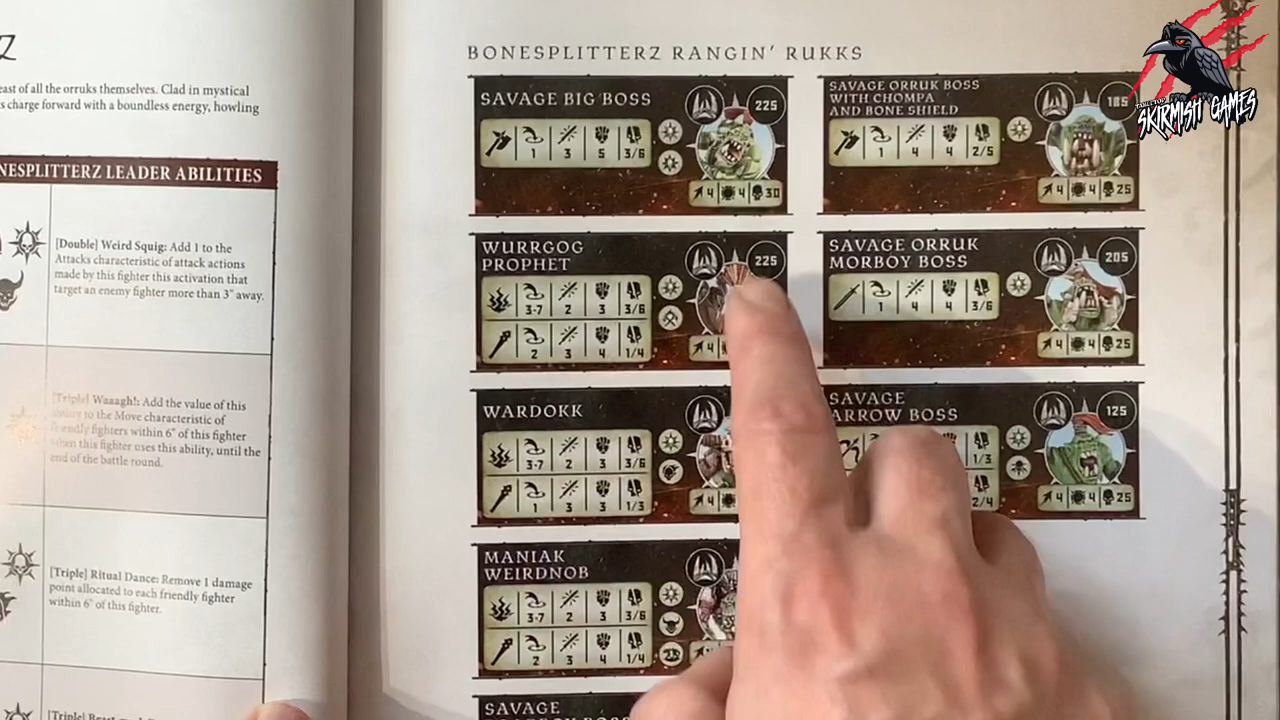 Z
east of all the orruks themselves. Clad in mystical
s charge forward with a boundless energy, howling
NESPLITTERZ LEADER ABILITIES
[Double] Weird Squig: Add 1 to the
Attacks characteristic of attack actions
made by this fighter this activation that
target an enemy fighter more than 3" away.
[Triple] Waaagh!: Add the value of this
ability to the Move characteristic of
friendly fighters within 6" of this fighter
when this fighter uses this ability, until the
end of the battle round.
[Triple] Ritual Dance: Remove 1 damage
point allocated to each friendly fighter
within 6" of this fighter.
[Triple]
BONESPLITTERZ RANGIN' RUKKS
SAVAGE BIG BOSS 225
1 3 5 3/6
4 4 30
SAVAGE ORRUK BOSS
WITH CHOMPA
AND BONE SHIELD
185
1 4 4 2/5
4 4 25
WURRGOG
PROPHET
225
3-7 2 3 3/6
2 3 4 1/4
4
SAVAGE ORRUK
MORBOY BOSS
205
1 4 4 3/6
4 4 25
WARDOKK
3-7 2 3 3/6
1 3 3 1/3
4
SAVAGE
ARROW BOSS
125
1/3
2/4
4 4 25
MANIAK
WEIRDNOB
3-7 2 3 3/6
2 3 4 1/4
SAVAGE
TABLETOP
SKIRMISH GAMES